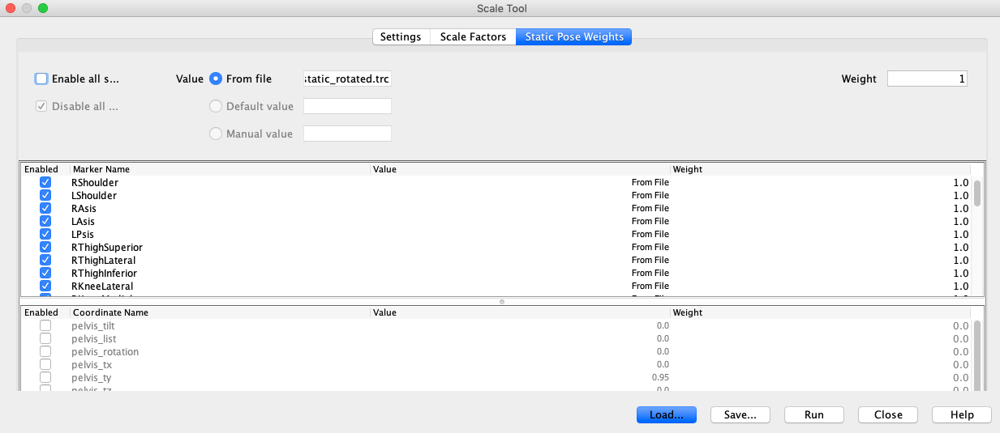 Scale Tool
Settings Scale Factors Static Pose Weights
Enable all s... Value From file static_rotated.trc Weight 1
Disable all ... Default value
Manual value
Enabled Marker Name Value Weight
RShoulder From File 1.0
LShoulder From File 1.0
RAsis From File 1.0
LAsis From File 1.0
LPsis From File 1.0
RThighSuperior From File 1.0
RThighLateral From File 1.0
RThighInferior From File 1.0
RKneeLateral From File 1.0
Enabled Coordinate Name Value Weight
pelvis_tilt 0.0 0.0
pelvis_list 0.0 0.0
pelvis_rotation 0.0 0.0
pelvis_tx 0.0 0.0
pelvis_ty 0.95 0.0
pelvis_tz 0.0 0.0
Load... Save... Run Close Help